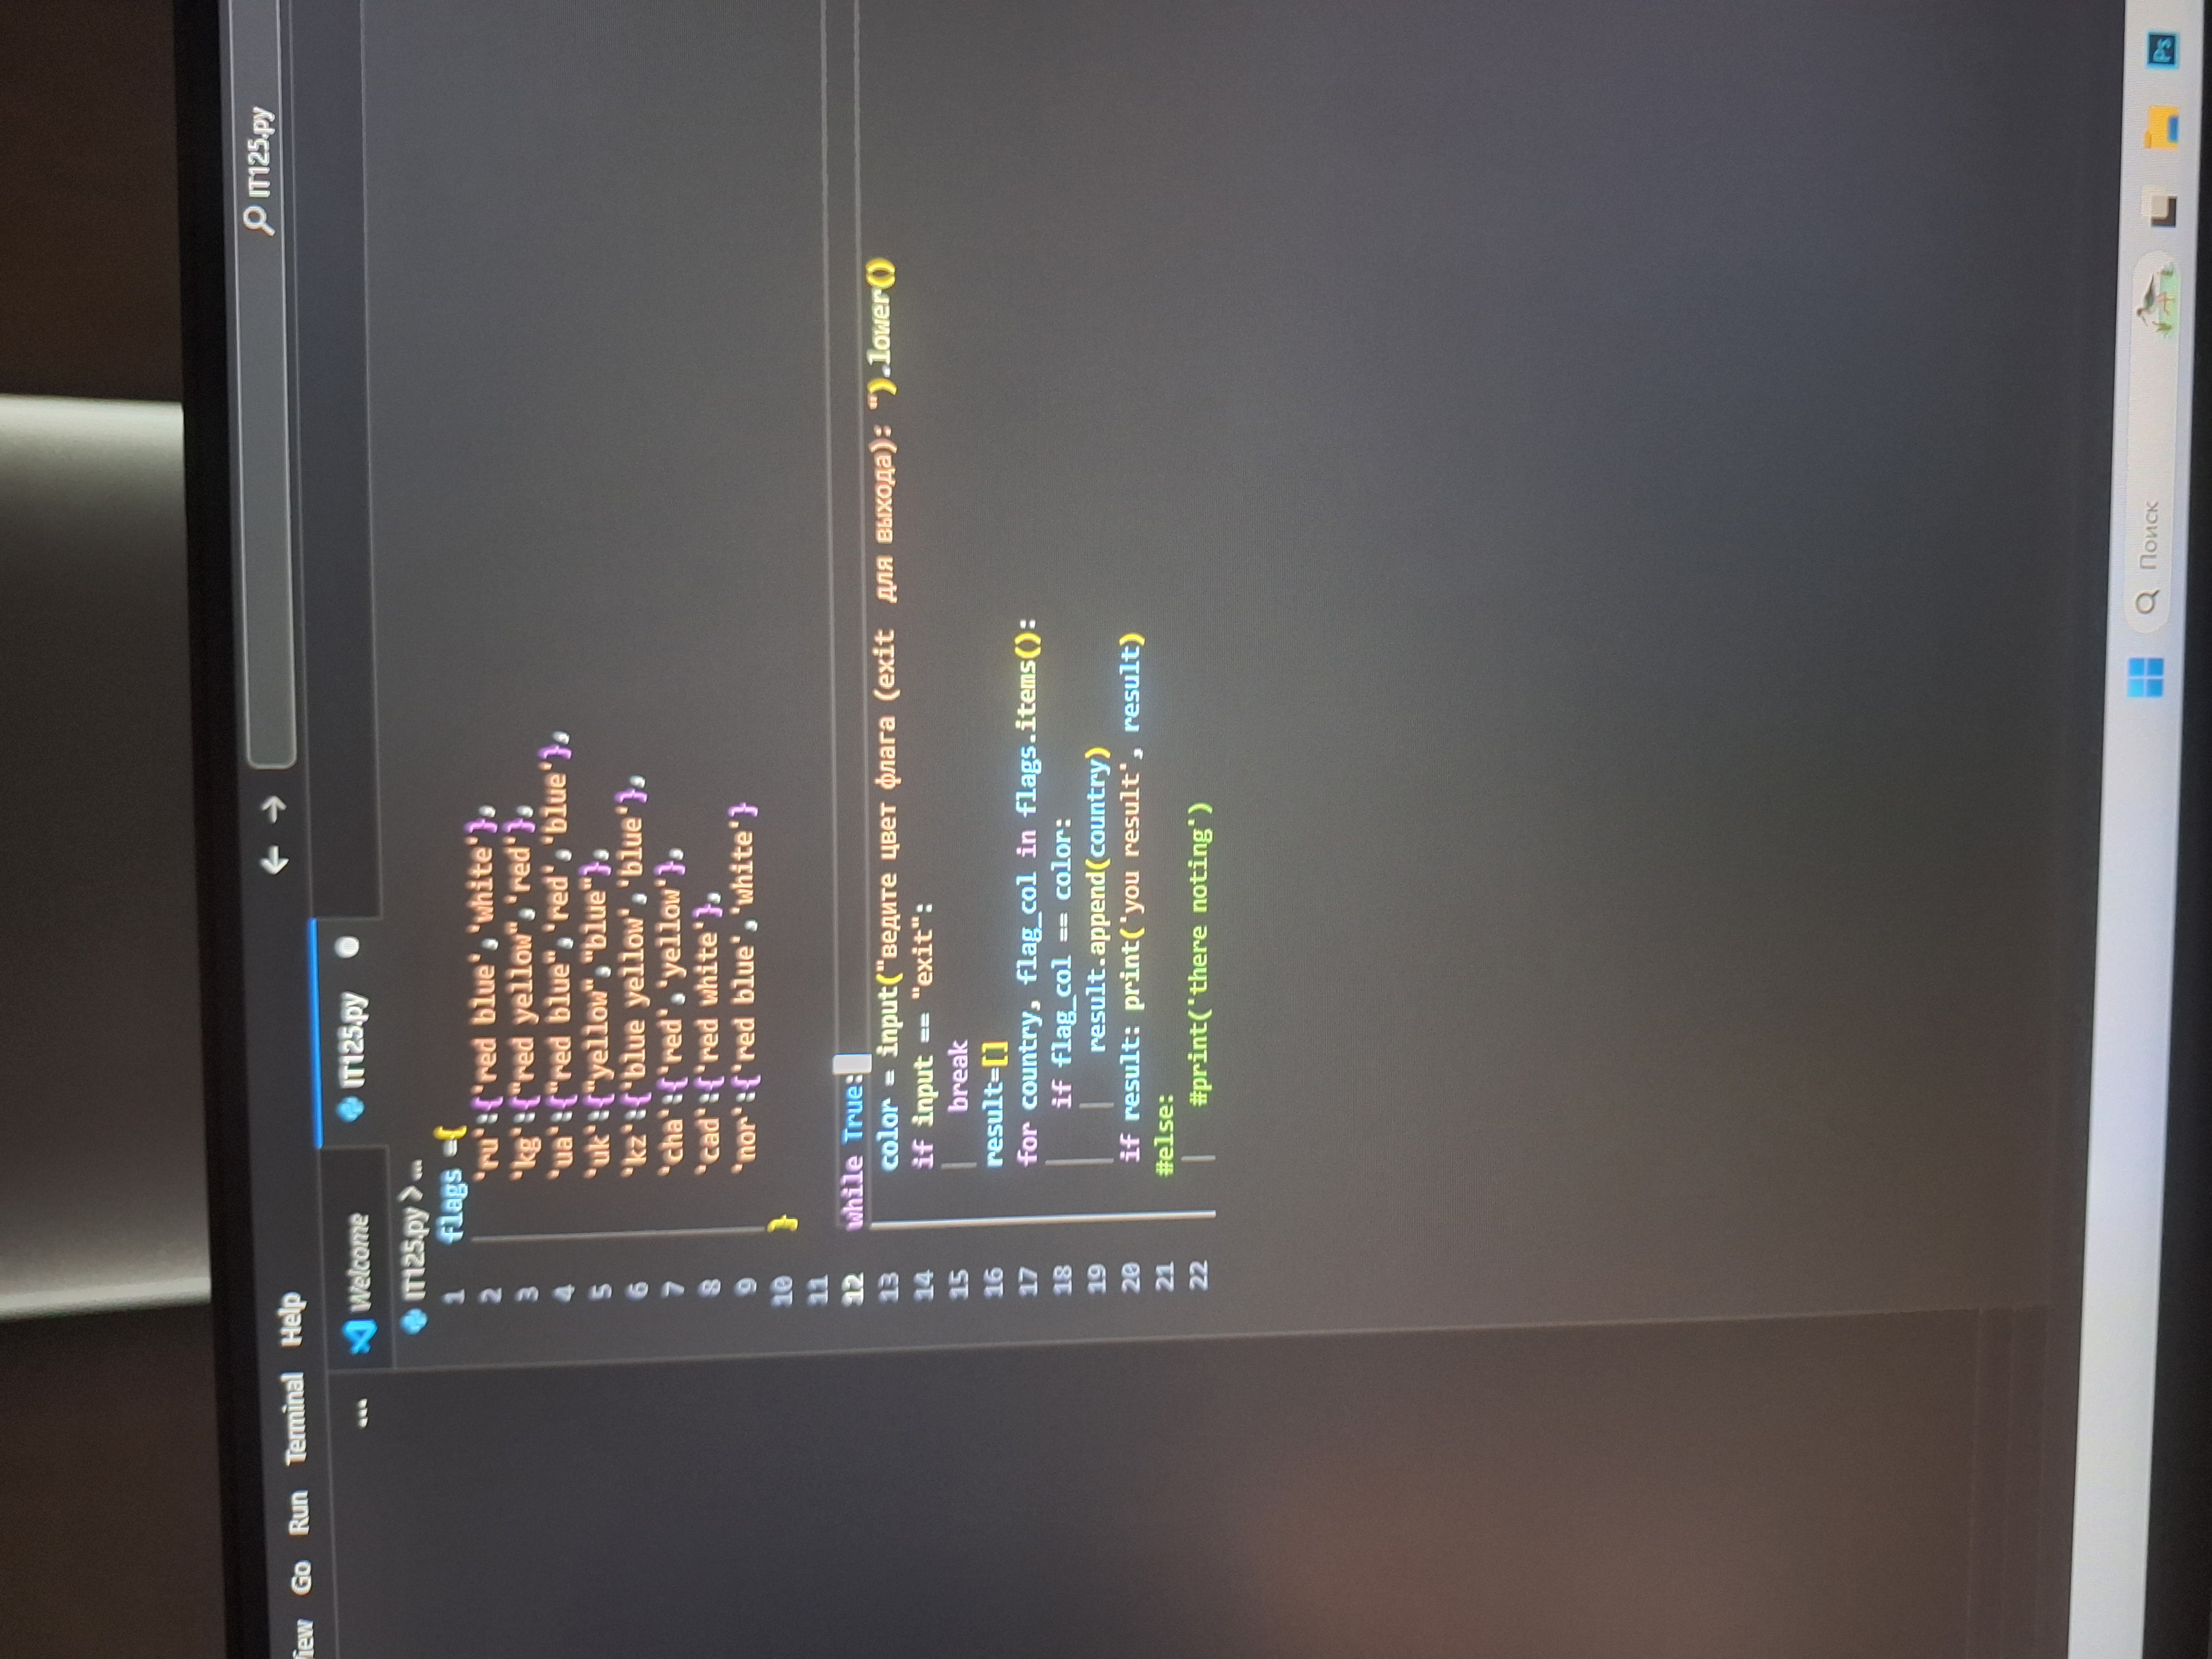 View Go Run Terminal Help
IT125.py
Welcome IT125.py
IT125.py > ...
1 flags ={
2 'ru':{'red blue','white'},
3 'kg':{"red yellow",'red'},
4 'ua':{"red blue",'red','blue'},
5 'uk':{"yellow","blue"},
6 'kz':{'blue yellow','blue'},
7 'cha':{'red','yellow'},
8 'cad':{'red white'},
9 'nor':{'red blue','white'}
10 }
11
12 while True:
13 color = input("ведите цвет флага (exit  для выхода): ").lower()
14 if input == "exit":
15 break
16 result=[]
17 for country, flag_col in flags.items():
18 if flag_col == color:
19 result.append(country)
20 if result: print('you result', result)
21 #else:
22 #print('there noting')
Поиск
Ps